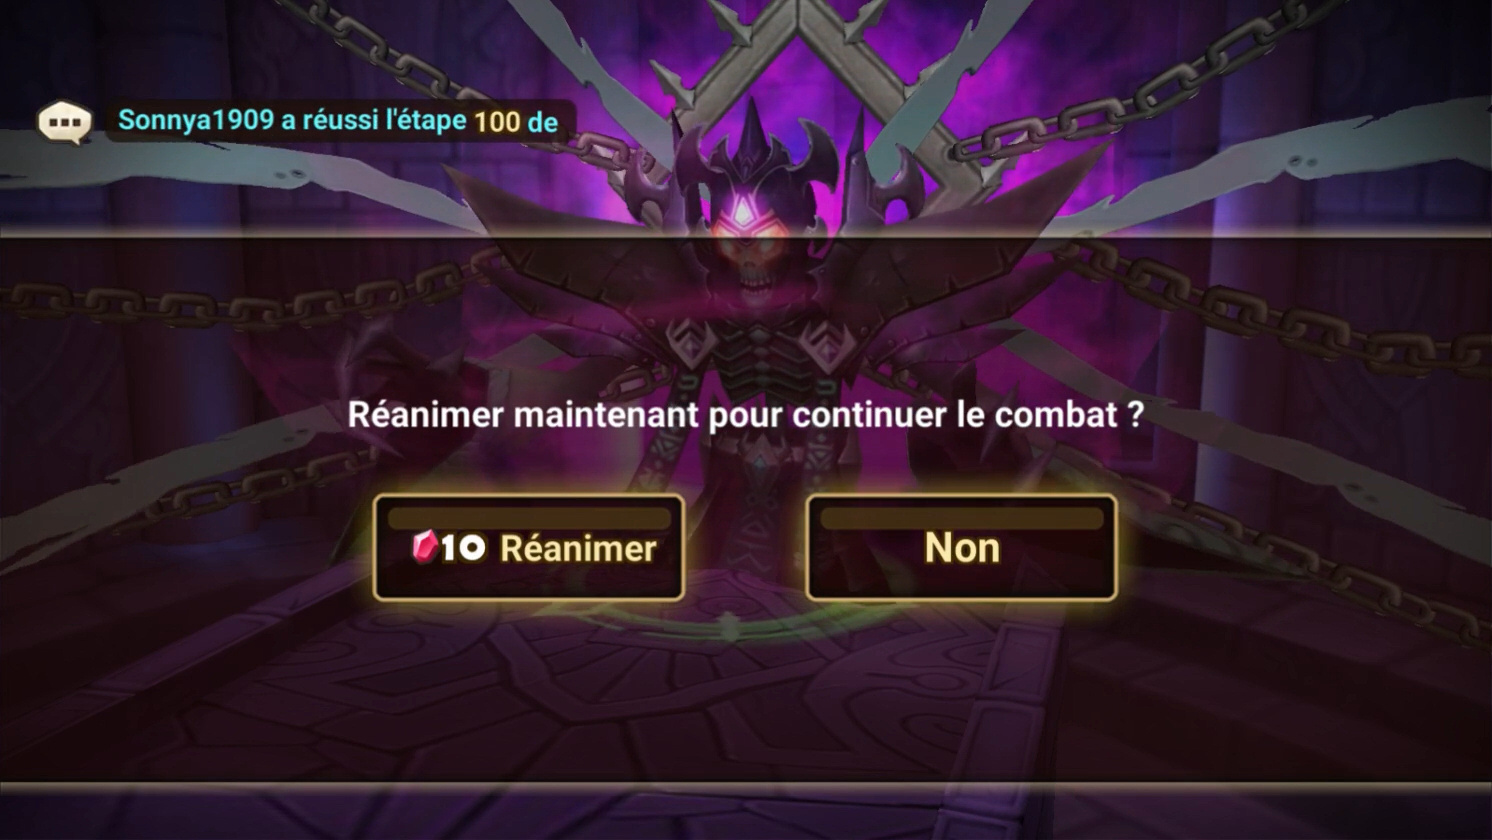 Sonnya1909 a réussi l'étape 100 de
Réanimer maintenant pour continuer le combat ?
10 Réanimer
Non